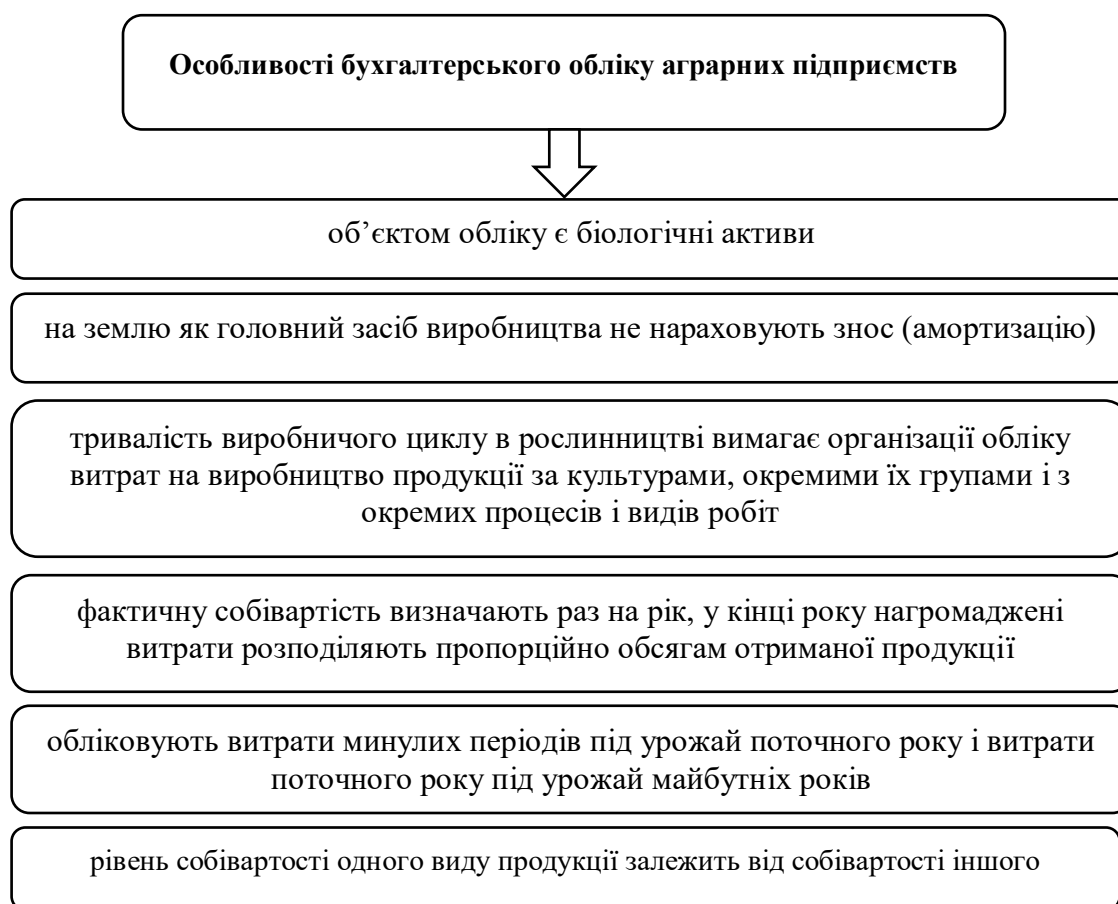 Особливості бухгалтерського обліку аграрних підприємств
об’єктом обліку є біологічні активи
на землю як головний засіб виробництва не нараховують знос (амортизацію)
тривалість виробничого циклу в рослинництві вимагає організації обліку
витрат на виробництво продукції за культурами, окремими їх групами і з
окремих процесів і видів робіт
фактичну собівартість визначають раз на рік, у кінці року нагромаджені
витрати розподіляють пропорційно обсягам отриманої продукції
обліковують витрати минулих періодів під урожай поточного року і витрати
поточного року під урожай майбутніх років
рівень собівартості одного виду продукції залежить від собівартості іншого